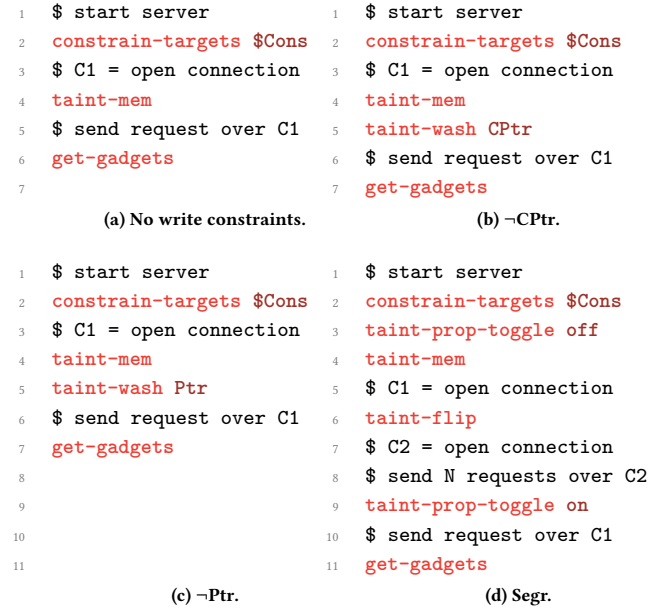 1 $ start server
2 constrain-targets $Cons
3 $ C1 = open connection
4 taint-mem
5 $ send request over C1
6 get-gadgets
7
(a) No write constraints.
1 $ start server
2 constrain-targets $Cons
3 $ C1 = open connection
4 taint-mem
5 taint-wash CPtr
6 $ send request over C1
7 get-gadgets
(b) ¬CPtr.
1 $ start server
2 constrain-targets $Cons
3 $ C1 = open connection
4 taint-mem
5 taint-wash Ptr
6 $ send request over C1
7 get-gadgets
8
9
10
11
(c) ¬Ptr.
1 $ start server
2 constrain-targets $Cons
3 taint-prop-toggle off
4 taint-mem
5 $ C1 = open connection
6 taint-flip
7 $ C2 = open connection
8 $ send N requests over C2
9 taint-prop-toggle on
10 $ send request over C1
11 get-gadgets
(d) Segr.